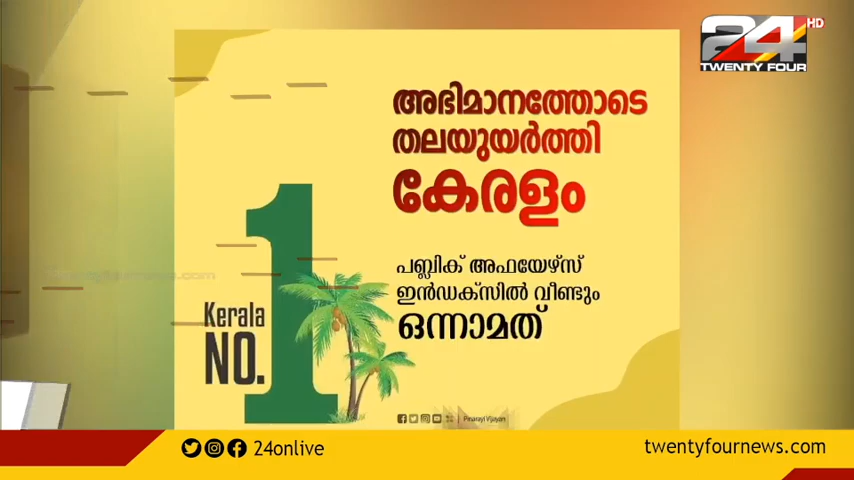 24 HD
TWENTY FOUR
അഭിമാനത്തോടെ
തലയുയർത്തി
കേരളം
പബ്ലിക് അഫയേഴ്സ്
ഇൻഡക്സിൽ വീണ്ടും
ഒന്നാമത്
Kerala
NO.
1
Pinarayi Vijayan
24onlive
twentyfournews.com